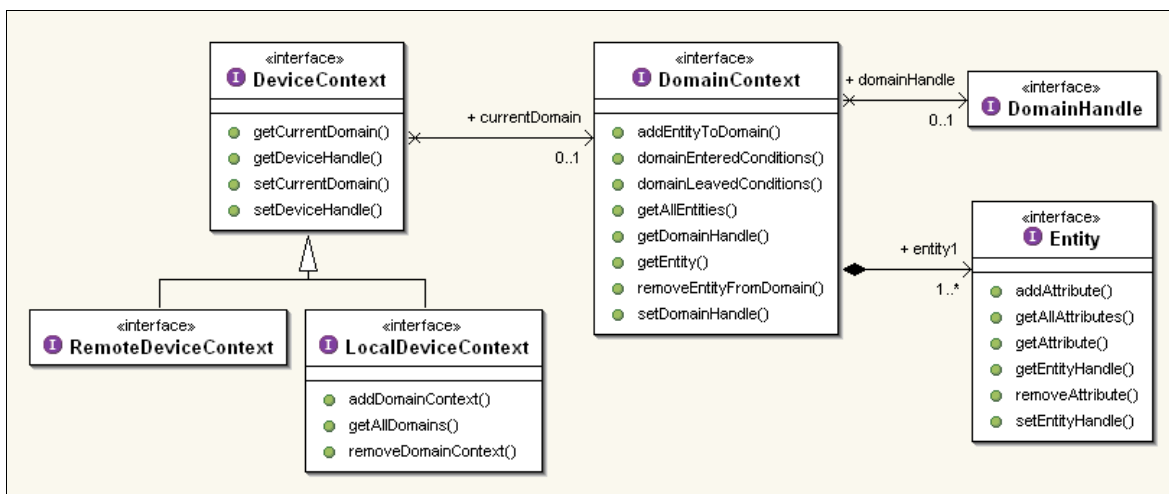 «interface»
I DeviceContext
getCurrentDomain()
getDeviceHandle()
setCurrentDomain()
setDeviceHandle()
+ currentDomain
0..1
«interface»
I DomainContext
addEntityToDomain()
domainEnteredConditions()
domainLeavedConditions()
getAllEntities()
getDomainHandle()
getEntity()
removeEntityFromDomain()
setDomainHandle()
+ domainHandle
0..1
«interface»
I DomainHandle
+ entity1
1..*
«interface»
I Entity
addAttribute()
getAllAttributes()
getAttribute()
getEntityHandle()
removeAttribute()
setEntityHandle()
«interface»
I RemoteDeviceContext
«interface»
I LocalDeviceContext
addDomainContext()
getAllDomains()
removeDomainContext()